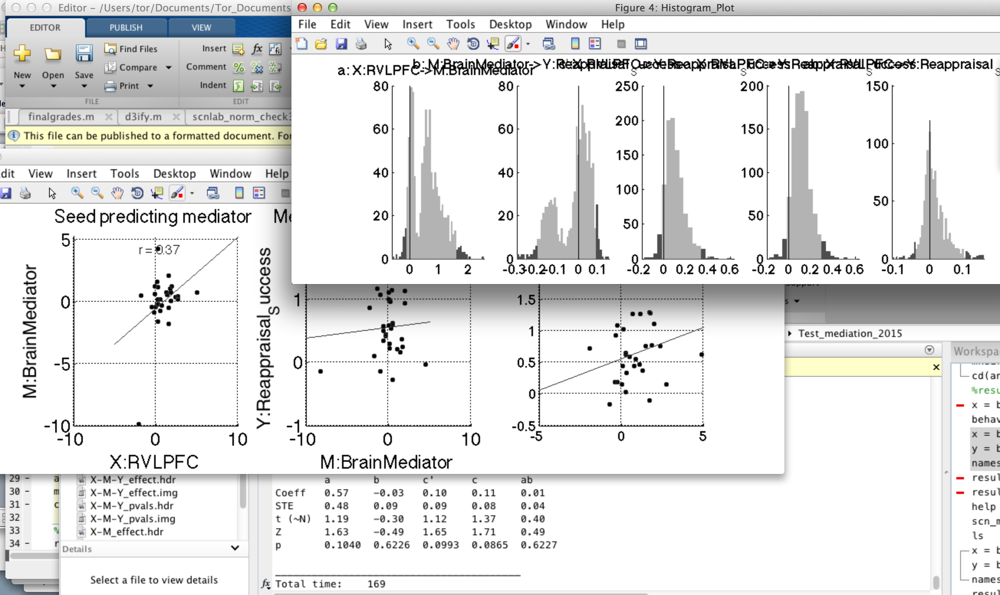 Editor – /Users/tor/Documents/Tor_Documents
EDITOR PUBLISH VIEW
New Open Save
Find Files
Compare
Print
FILE
Insert
Comment
Indent
EDIT
finalgrades.m d3ify.m scnlab_norm_check3
This file can be published to a formatted document. For
Figure 4: Histogram_Plot
File Edit View Insert Tools Desktop Window Help
a: X:RVLPFC->M:BrainMediator
b: M:BrainMediator->Y:Reappraisal
80 60 40 20 0
0 1 2
80 60 40 20 0
-0.3 -0.2 -0.1 0 0.1
250 200 150 100 50 0
-0.2 0 0.2 0.4 0.6
200 150 100 50 0
-0.2 0 0.2 0.4 0.6
150 100 50 0
-0.1 0 0.1
View Insert Tools Desktop Window Help
Seed predicting mediator
r = 0.37
M:BrainMediator
5 0 -5 -10
-10 0 10
X:RVLPFC
Y:Reappraisal_Success
1 0 -1
-10 0 10
M:BrainMediator
1.5 1 0.5 0 -0.5
-5 0 5
Test_mediation_2015
Workspa
cd(an
%resu
x = b
behav
x = b
y = b
names
resul
resul
help
scn_m
ls
x = b
y = b
names
resul
29 – a
30 – m
31 – c
32
33 %
34 – r
X-M-Y_effect.hdr
X-M-Y_effect.img
X-M-Y_pvals.hdr
X-M-Y_pvals.img
X-M_effect.hdr
Details
Select a file to view details
a b c' c ab
Coeff 0.57 -0.03 0.10 0.11 0.01
STE 0.48 0.09 0.09 0.08 0.04
t (~N) 1.19 -0.30 1.12 1.37 0.40
Z 1.63 -0.49 1.65 1.71 0.49
p 0.1040 0.6226 0.0993 0.0865 0.6227
fx Total time: 169